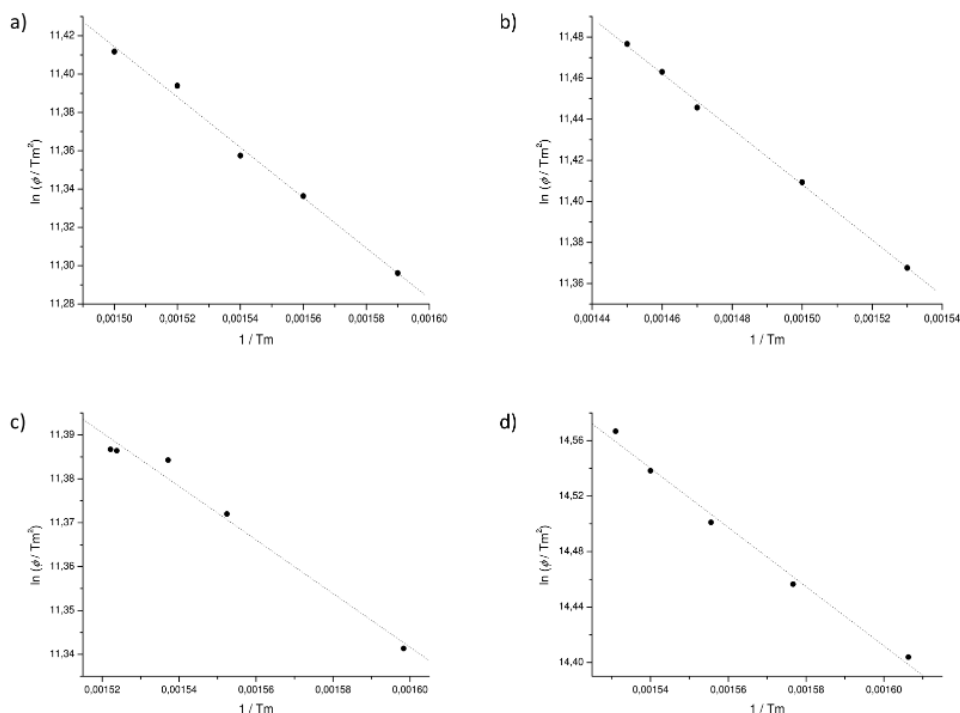 a)
11,42
11,40
11,38
11,36
11,34
11,32
11,30
11,28
ln (ϕ / Tm²)
0,00150 0,00152 0,00154 0,00156 0,00158 0,00160
1 / Tm
b)
11,48
11,46
11,44
11,42
11,40
11,38
11,36
ln (ϕ / Tm²)
0,00144 0,00146 0,00148 0,00150 0,00152 0,00154
1 / Tm
c)
11,39
11,38
11,37
11,36
11,35
11,34
ln (ϕ / Tm²)
0,00152 0,00154 0,00156 0,00158 0,00160
1 / Tm
d)
14,56
14,52
14,48
14,44
14,40
ln (ϕ / Tm²)
0,00154 0,00156 0,00158 0,00160
1 / Tm